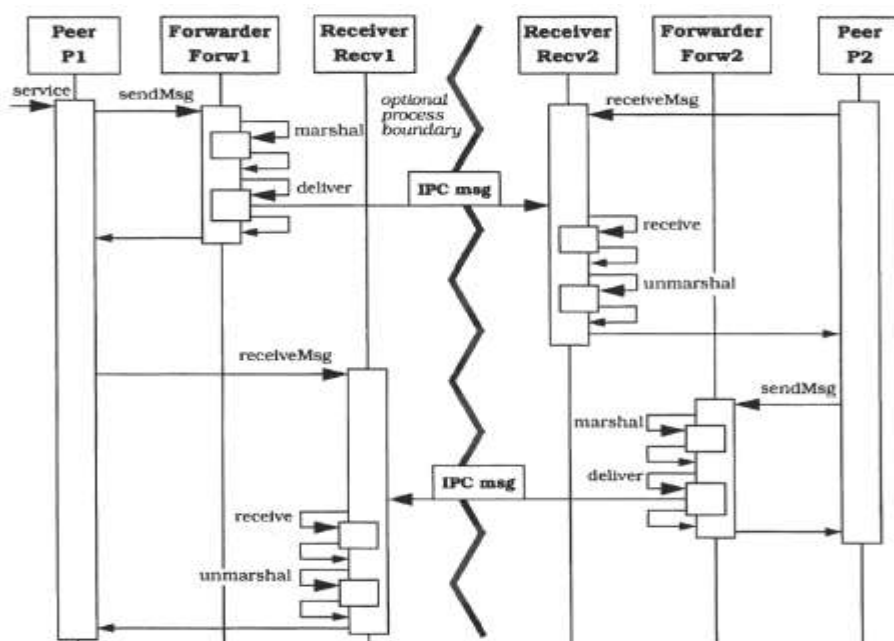 Peer
P1
Forwarder
Forw1
Receiver
Recv1
Receiver
Recv2
Forwarder
Forw2
Peer
P2
service
sendMsg
optional
process
boundary
receiveMsg
marshal
deliver
IPC msg
receive
unmarshal
receiveMsg
sendMsg
marshal
IPC msg
deliver
receive
unmarshal